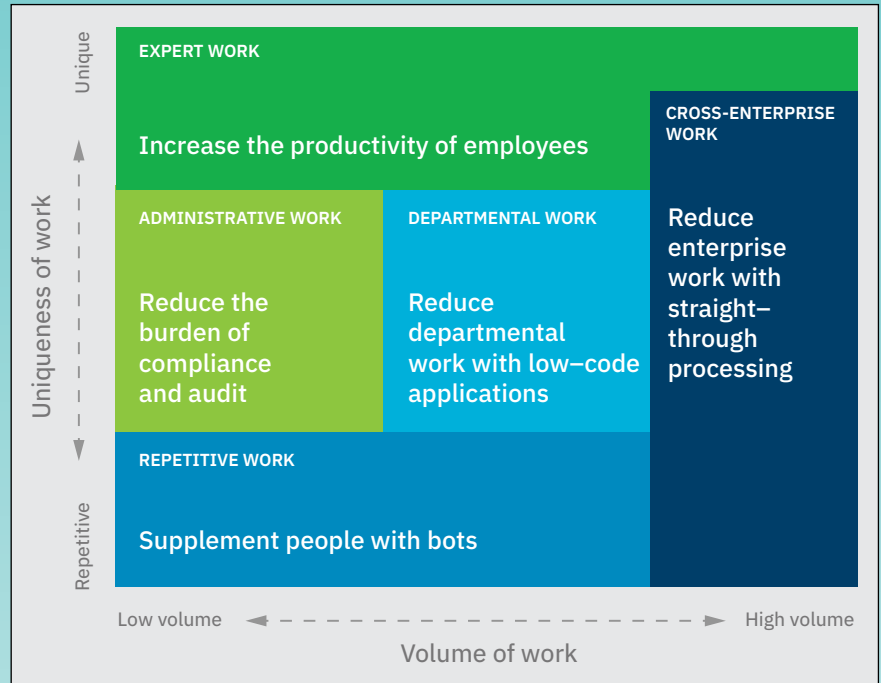 Unique
EXPERT WORK
Increase the productivity of employees
CROSS-ENTERPRISE
WORK
Reduce
enterprise
work with
straight–
through
processing
Uniqueness of work
ADMINISTRATIVE WORK
Reduce the
burden of
compliance
and audit
DEPARTMENTAL WORK
Reduce
departmental
work with low–code
applications
Repetitive
REPETITIVE WORK
Supplement people with bots
Low volume
High volume
Volume of work